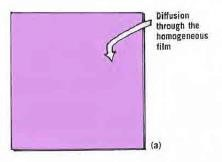 Diffusion
through the
homogeneous
film
(a)